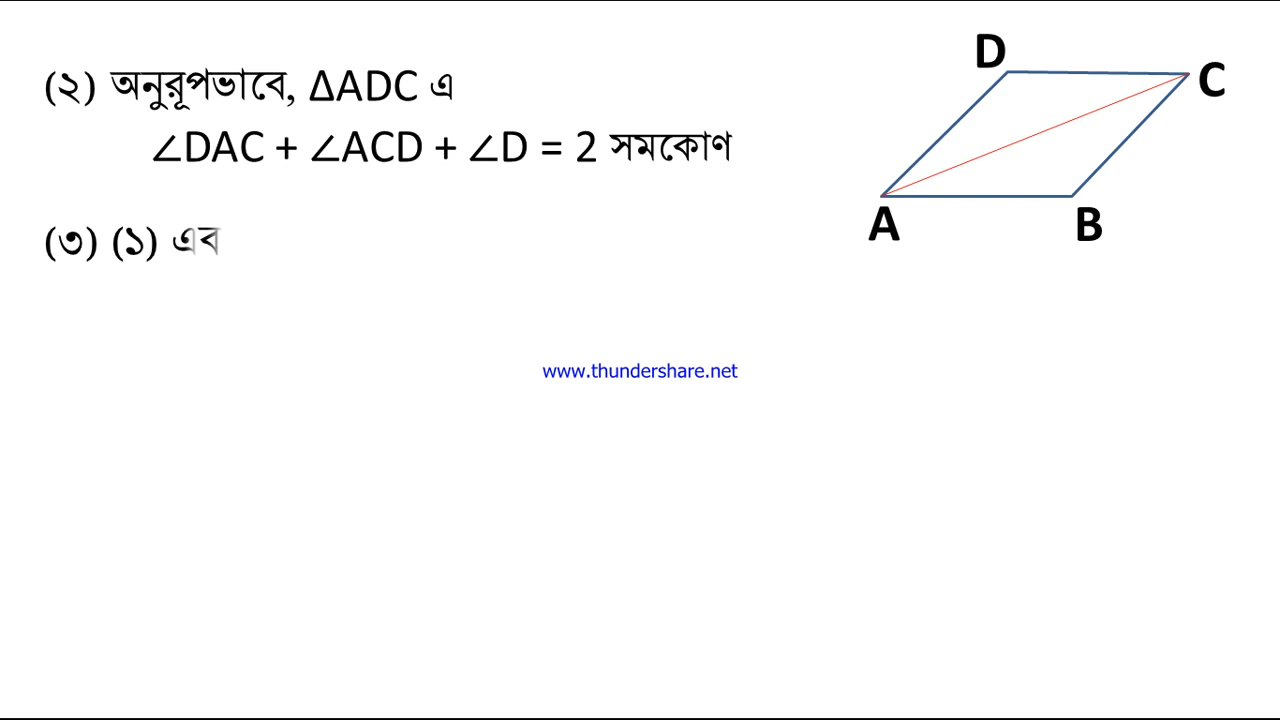 (২) অনুরূপভাবে, ΔADC এ
∠DAC + ∠ACD + ∠D = 2 সমকোণ
(৩) (১) এব
D
C
A
B
www.thundershare.net